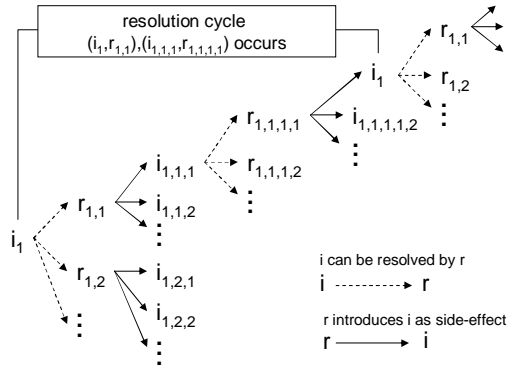 resolution cycle
(i1,r1,1),(i1,1,1,r1,1,1,1) occurs
r1,1
i1
r1,2
⋮
r1,1,1,1
i1,1,1,1,1,2
⋮
i1,1,1
r1,1,1,2
⋮
r1,1
i1,1,2
⋮
i1
r1,2
i1,2,1
i1,2,2
⋮
⋮
i can be resolved by r
i r
r introduces i as side-effect
r i